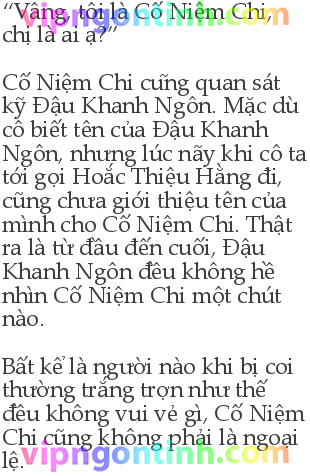 vipngontinh.com
“Vâng, tôi là Cố Niệm Chi,
chị là ai ạ?”
Cố Niệm Chi cũng quan sát
kỹ Đậu Khanh Ngôn. Mặc dù
cô biết tên của Đậu Khanh
Ngôn, nhưng lúc nãy khi cô ta
tới gọi Hoắc Thiệu Hằng đi,
cũng chưa giới thiệu tên của
mình cho Cố Niệm Chi. Thật
ra là từ đầu đến cuối, Đậu
Khanh Ngôn đều không hề
nhìn Cố Niệm Chi một chút
nào.
Bất kể là người nào khi bị coi
thường trắng trợn như thế
đều không vui vẻ gì, Cố Niệm
Chi cũng không phải là ngoại
lệ.
vipngontinh.com